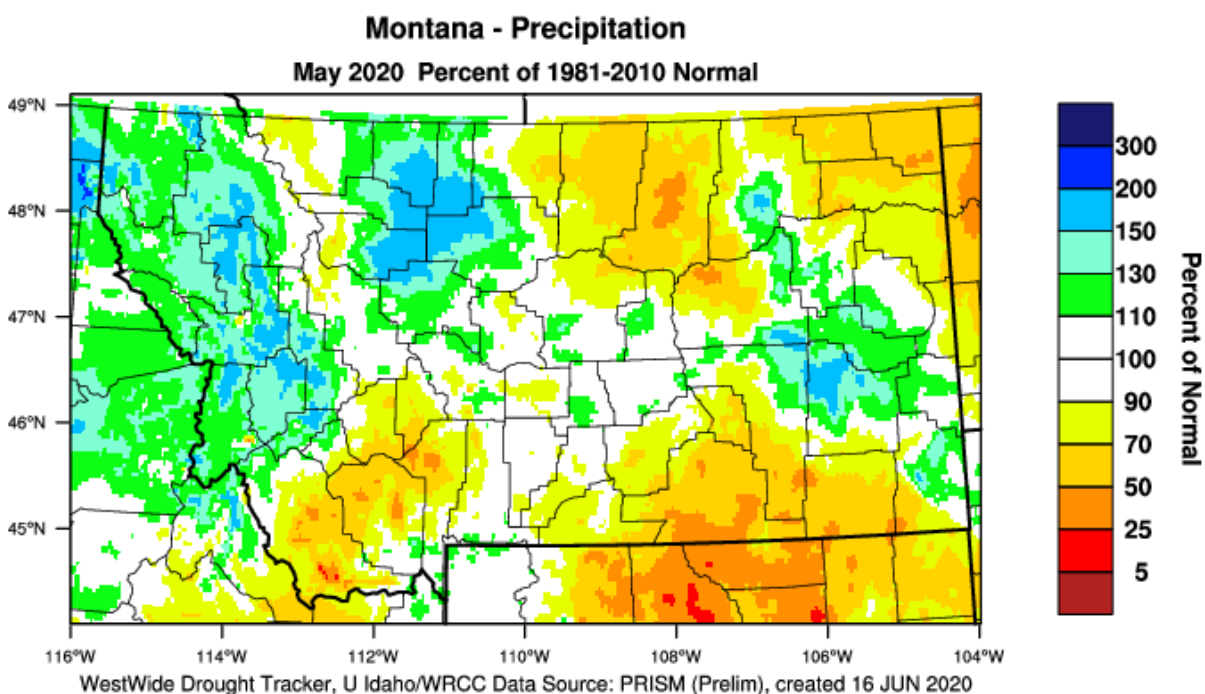 Montana - Precipitation
May 2020  Percent of 1981-2010 Normal
49°N
48°N
47°N
46°N
45°N
116°W
114°W
112°W
110°W
108°W
106°W
104°W
300
200
150
130
110
100
90
70
50
25
5
Percent of Normal
WestWide Drought Tracker, U Idaho/WRCC Data Source: PRISM (Prelim), created 16 JUN 2020